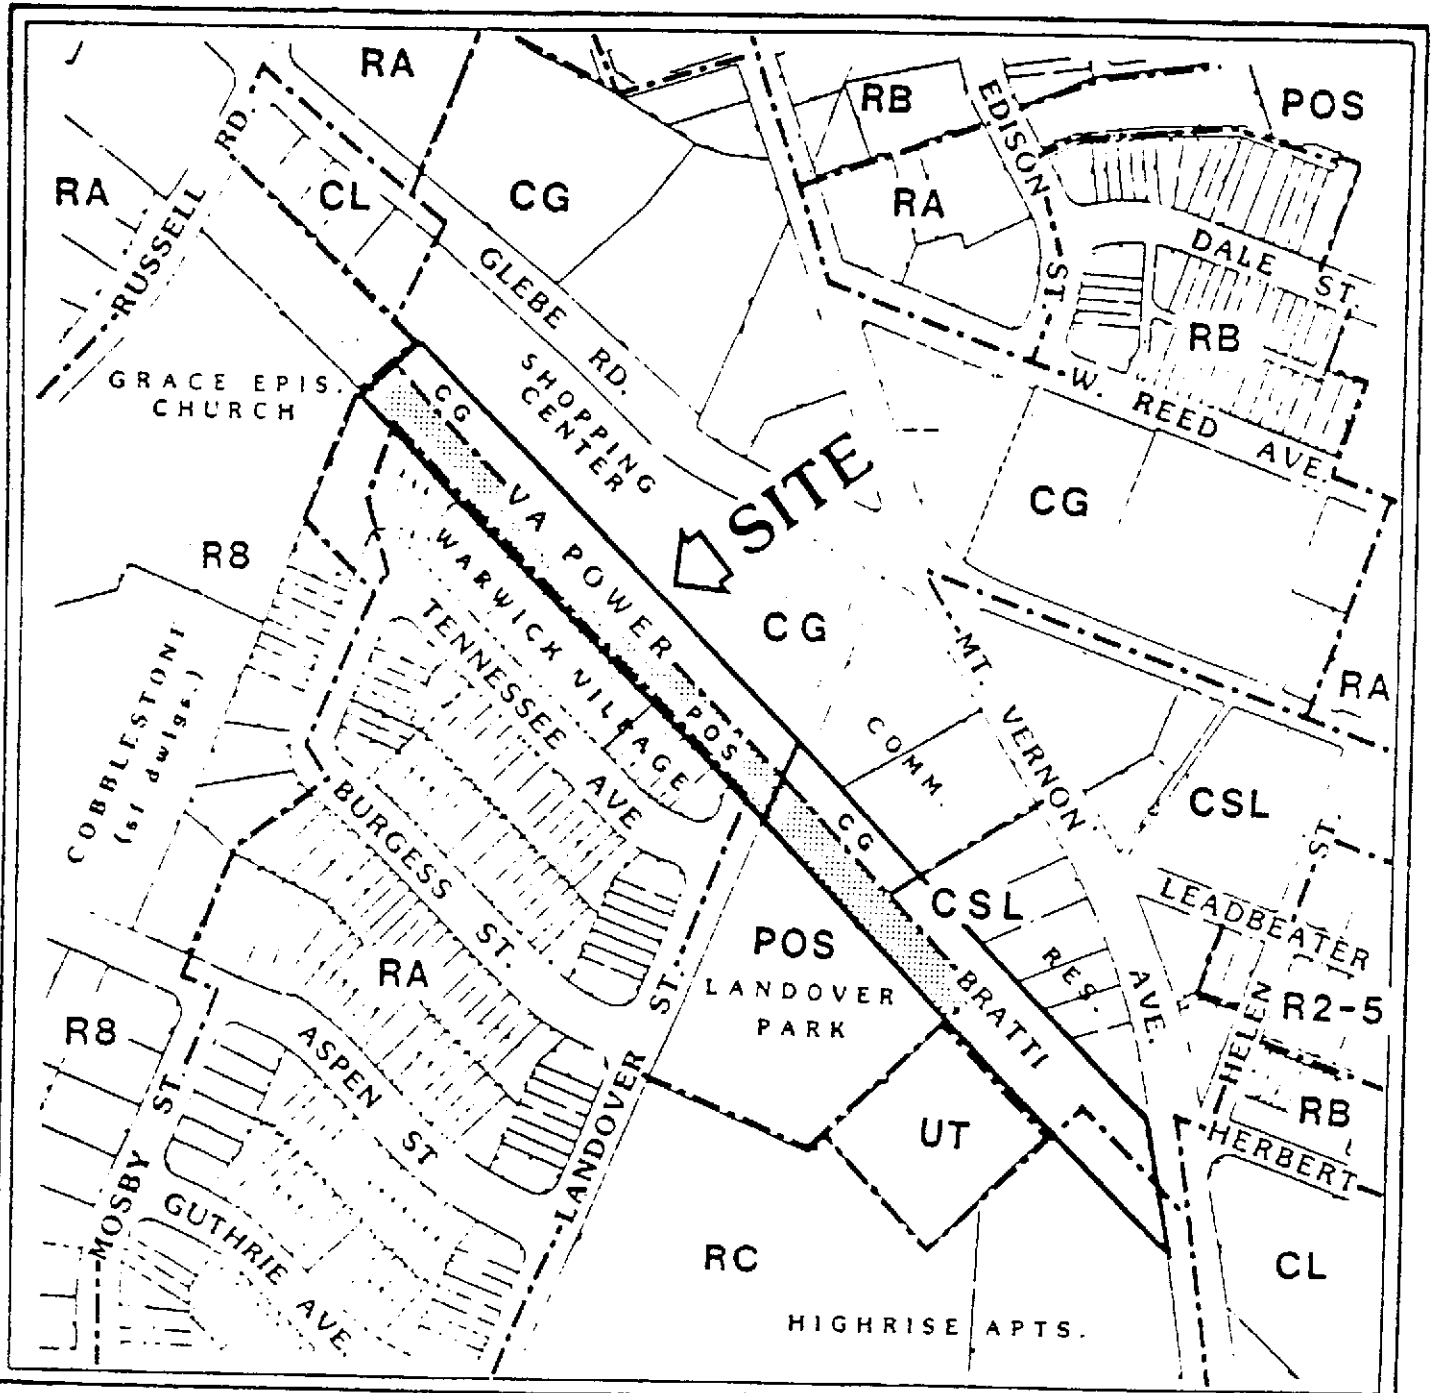 RA
RB
POS
EDISON ST.
RUSSELL RD.
RA
CL
CG
RA
DALE ST.
GLEBE RD.
RB
SHOPPING
CENTER
W. REED AVE.
GRACE EPIS.
CHURCH
CG
SITE
CG
VA POWER
R8
WARWICK VILLAGE
CG
TENNESSEE AVE
MT. VERNON AVE.
RA
COBBLESTONE
(sf dwlgs.)
POS
COMM.
CSL
BURGESS ST.
CG
ST.
CSL
LEADBEATER
POS
LANDOVER
PARK
RES.
RA
BRATTI
HELEN
R2-5
R8
ASPEN ST
LANDOVER ST.
UT
RB
HERBERT
MOSBY ST
GUTHRIE AVE.
RC
CL
HIGHRISE APTS.